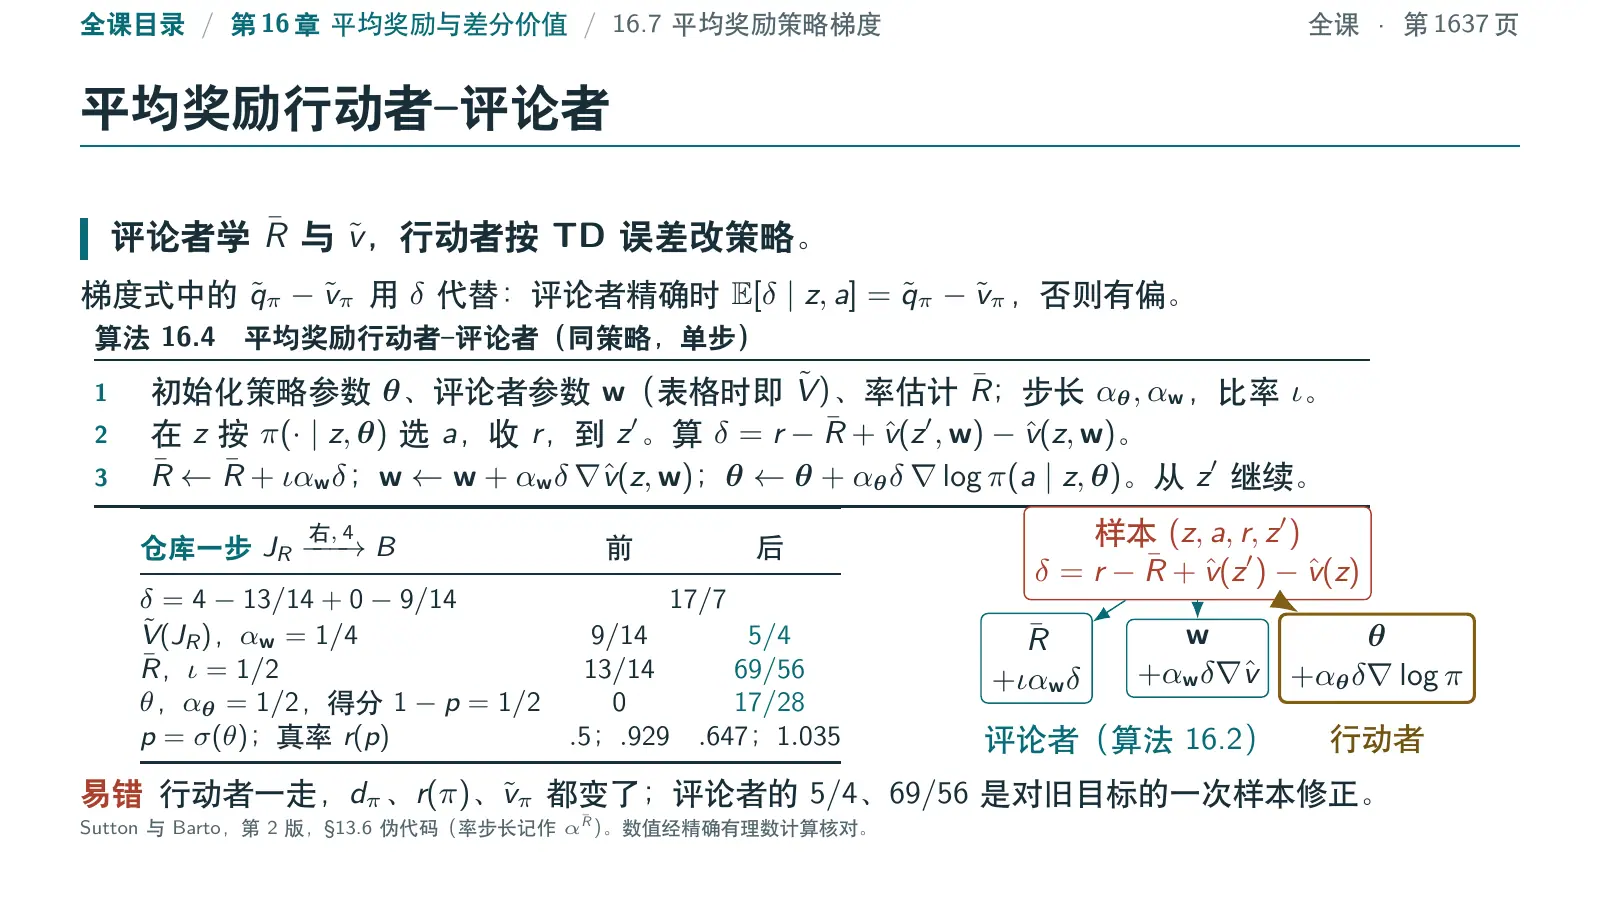 全课目录 / 第 16 章 平均奖励与差分价值 / 16.7 平均奖励策略梯度
全课 · 第 1637 页
平均奖励行动者–评论者
评论者学 R̄ 与 ṽ，行动者按 TD 误差改策略。
梯度式中的 q̃π − ṽπ 用 δ 代替：评论者精确时 𝔼[δ | z, a] = q̃π − ṽπ，否则有偏。
算法 16.4 平均奖励行动者–评论者（同策略，单步）
1 初始化策略参数 θ、评论者参数 w（表格时即 Ṽ）、率估计 R̄；步长 αθ, αw，比率 ι。
2 在 z 按 π(· | z, θ) 选 a，收 r，到 z′。算 δ = r − R̄ + v̂(z′, w) − v̂(z, w)。
3 R̄ ← R̄ + ιαwδ；w ← w + αwδ ∇v̂(z, w)；θ ← θ + αθδ ∇ log π(a | z, θ)。从 z′ 继续。
仓库一步 J_R —右, 4→ B 前 后
δ = 4 − 13/14 + 0 − 9/14 17/7
Ṽ(J_R)，αw = 1/4 9/14 5/4
R̄，ι = 1/2 13/14 69/56
θ，αθ = 1/2，得分 1 − p = 1/2 0 17/28
p = σ(θ)；真率 r(p) .5；.929 .647；1.035
样本 (z, a, r, z′)
δ = r − R̄ + v̂(z′) − v̂(z)
R̄
+ιαwδ
w
+αwδ∇v̂
θ
+αθδ∇ log π
评论者（算法 16.2）
行动者
易错 行动者一走，dπ、r(π)、ṽπ 都变了；评论者的 5/4、69/56 是对旧目标的一次样本修正。
Sutton 与 Barto，第 2 版，§13.6 伪代码（率步长记作 α^R̄）。数值经精确有理数计算核对。